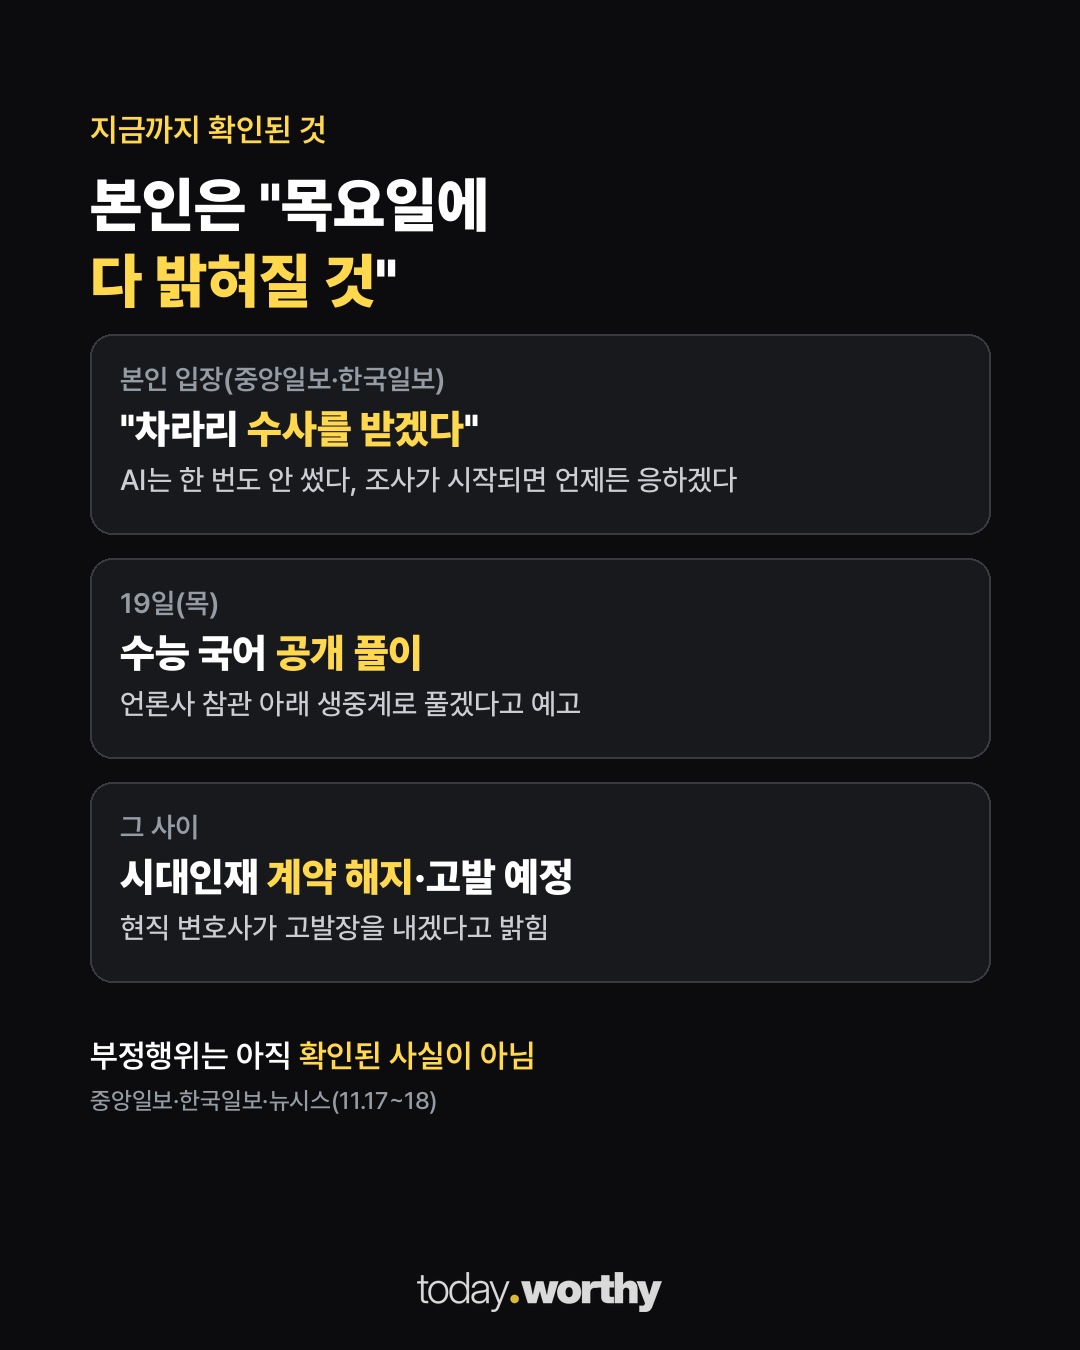 지금까지 확인된 것
본인은 "목요일에
다 밝혀질 것"
본인 입장(중앙일보·한국일보)
"차라리 수사를 받겠다"
AI는 한 번도 안 썼다, 조사가 시작되면 언제든 응하겠다
19일(목)
수능 국어 공개 풀이
언론사 참관 아래 생중계로 풀겠다고 예고
그 사이
시대인재 계약 해지·고발 예정
현직 변호사가 고발장을 내겠다고 밝힘
부정행위는 아직 확인된 사실이 아님
중앙일보·한국일보·뉴시스(11.17~18)
today.worthy